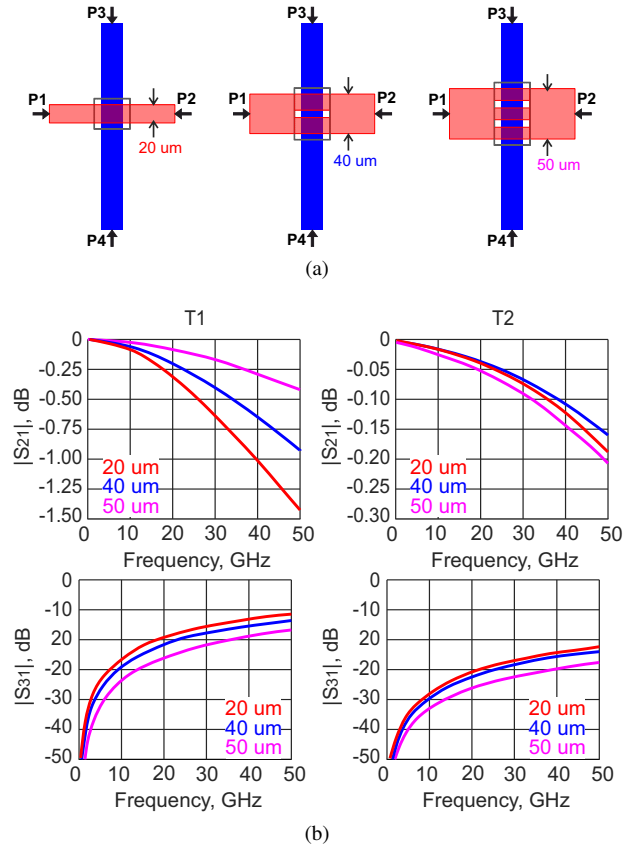 P3 P3 P3
P1 P2 P1 P2 P1 P2
20 um 40 um 50 um
P4 P4 P4
(a)
T1 T2
|S21|, dB
0
-0.25
-0.50
-0.75
-1.00
-1.25
-1.50
20 um
40 um
50 um
0 10 20 30 40 50
Frequency, GHz
|S21|, dB
0
-0.05
-0.10
-0.15
-0.20
-0.25
-0.30
20 um
40 um
50 um
0 10 20 30 40 50
Frequency, GHz
|S31|, dB
0
-10
20
-30
-40
-50
20 um
40 um
50 um
0 10 20 30 40 50
Frequency, GHz
|S31|, dB
0
-10
20
-30
-40
-50
20 um
40 um
50 um
0 10 20 30 40 50
Frequency, GHz
(b)